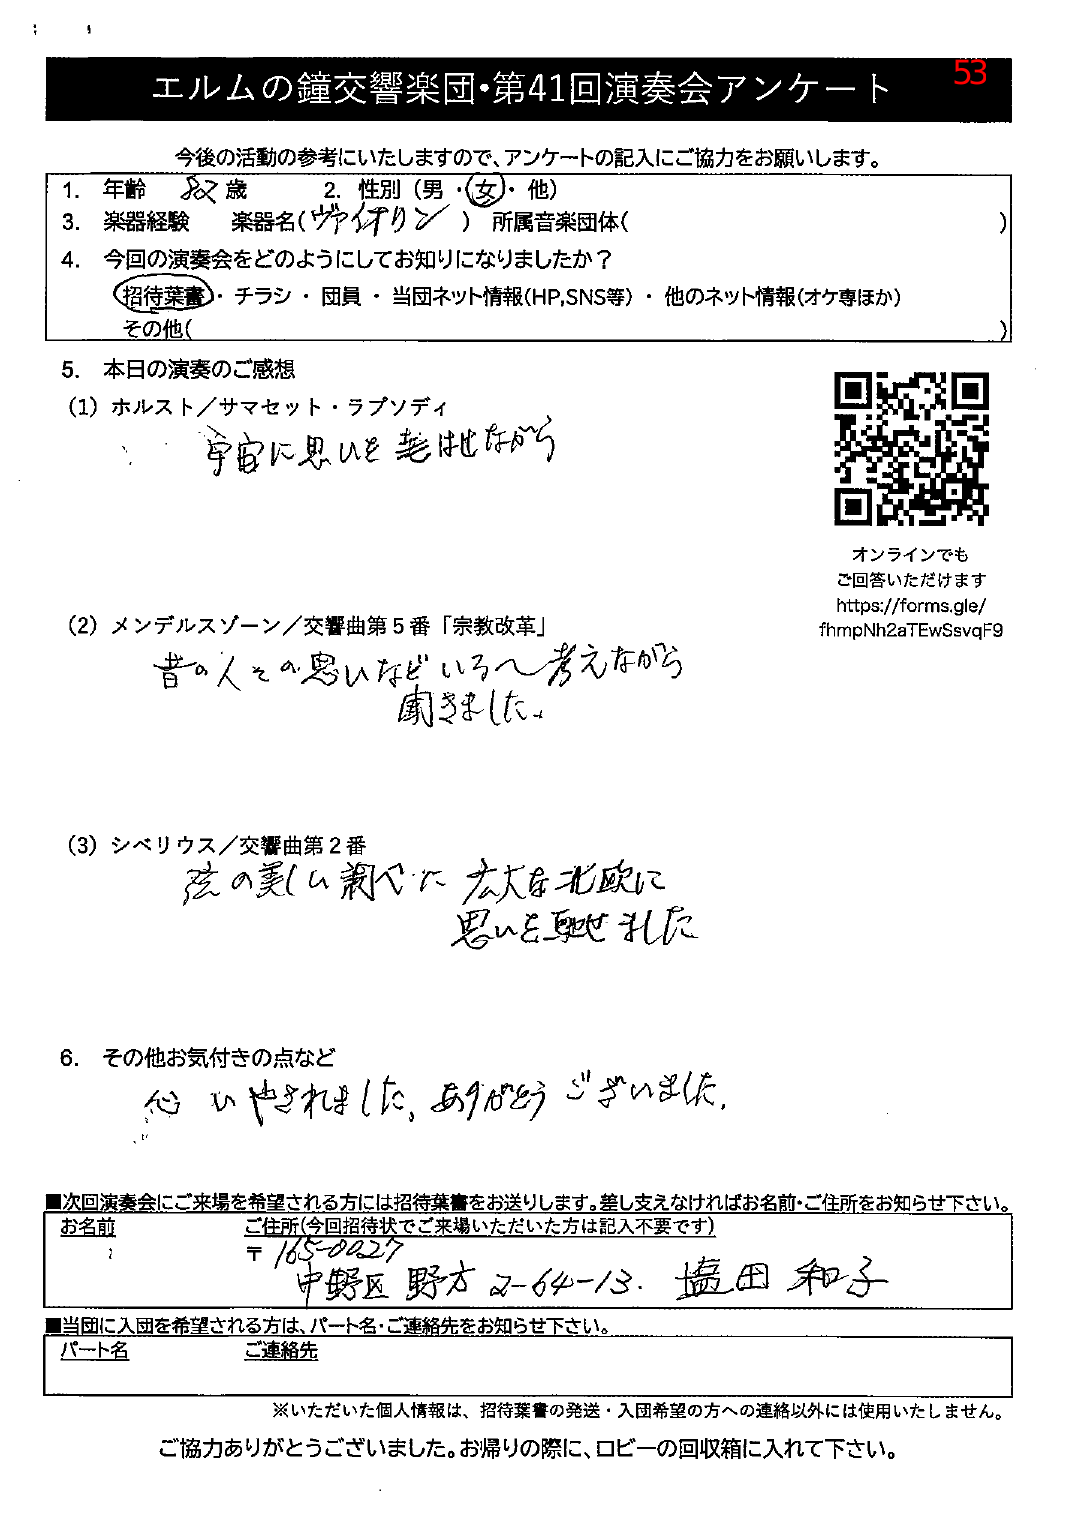 53
エルムの鐘交響楽団・第41回演奏会アンケート
今後の活動の参考にいたしますので、アンケートの記入にご協力をお願いします。
1. 年齢 82 歳 2. 性別（男 ・ 女 ・ 他）
3. 楽器経験 楽器名(ヴァイオリン) 所属音楽団体( )
4. 今回の演奏会をどのようにしてお知りになりましたか？
招待葉書 ・ チラシ ・ 団員 ・ 当団ネット情報(HP,SNS等) ・ 他のネット情報(オケ専ほか)
その他( )
5. 本日の演奏のご感想
(1) ホルスト／サマセット・ラプソディ
宇宙に思いを はせながら
オンラインでも
ご回答いただけます
https://forms.gle/
fhmpNh2aTEwSsvqF9
(2) メンデルスゾーン／交響曲第５番「宗教改革」
昔の人々の思いなどいろ〳〵考えながら
聞きました。
(3) シベリウス／交響曲第２番
弦の美しい調べに 広大な北欧に
思いを馳せました
6. その他お気付きの点など
心 いやされました。ありがとうございました。
■次回演奏会にご来場を希望される方には招待葉書をお送りします。差し支えなければお名前・ご住所をお知らせ下さい。
お名前 ご住所(今回招待状でご来場いただいた方は記入不要です)
〒 165-0027
中野区 野方 2-64-13. 塩田 和子
■当団に入団を希望される方は、パート名・ご連絡先をお知らせ下さい。
パート名 ご連絡先
※いただいた個人情報は、招待葉書の発送・入団希望の方への連絡以外には使用いたしません。
ご協力ありがとうございました。お帰りの際に、ロビーの回収箱に入れて下さい。